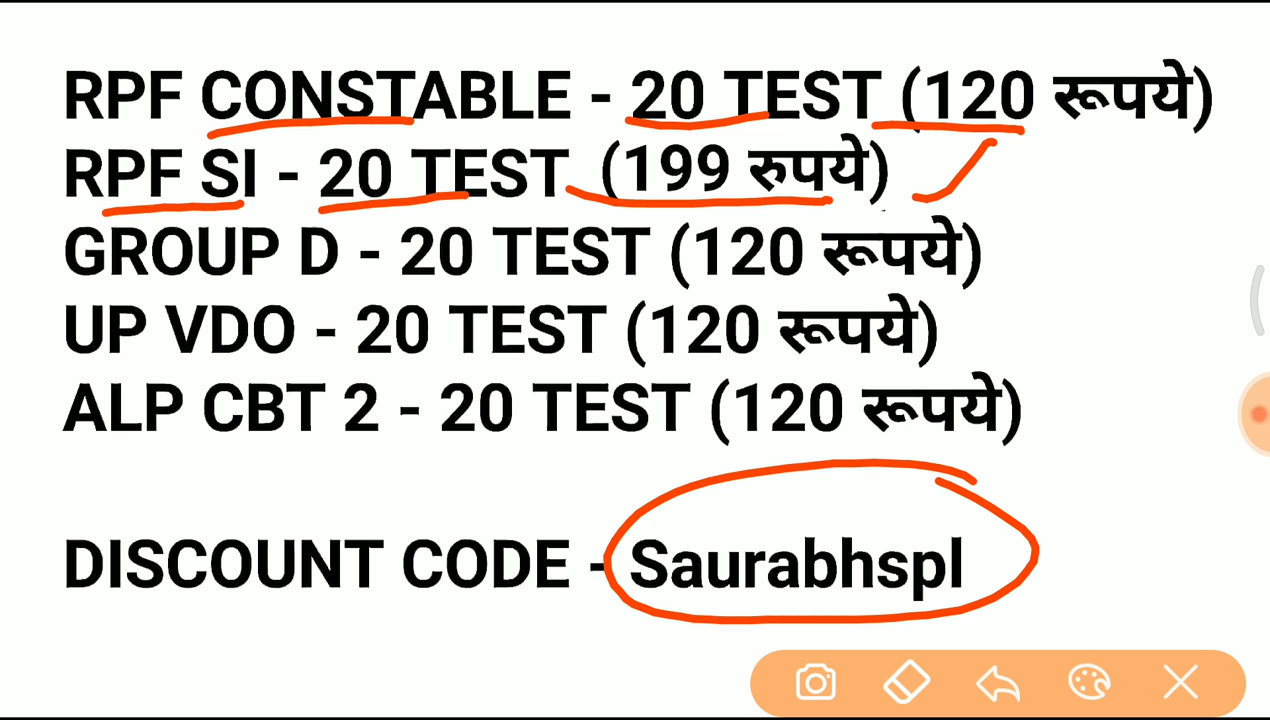 RPF CONSTABLE - 20 TEST (120 रूपये)
RPF SI - 20 TEST (199 रुपये)
GROUP D - 20 TEST (120 रूपये)
UP VDO - 20 TEST (120 रूपये)
ALP CBT 2 - 20 TEST (120 रूपये)
DISCOUNT CODE - Saurabhspl